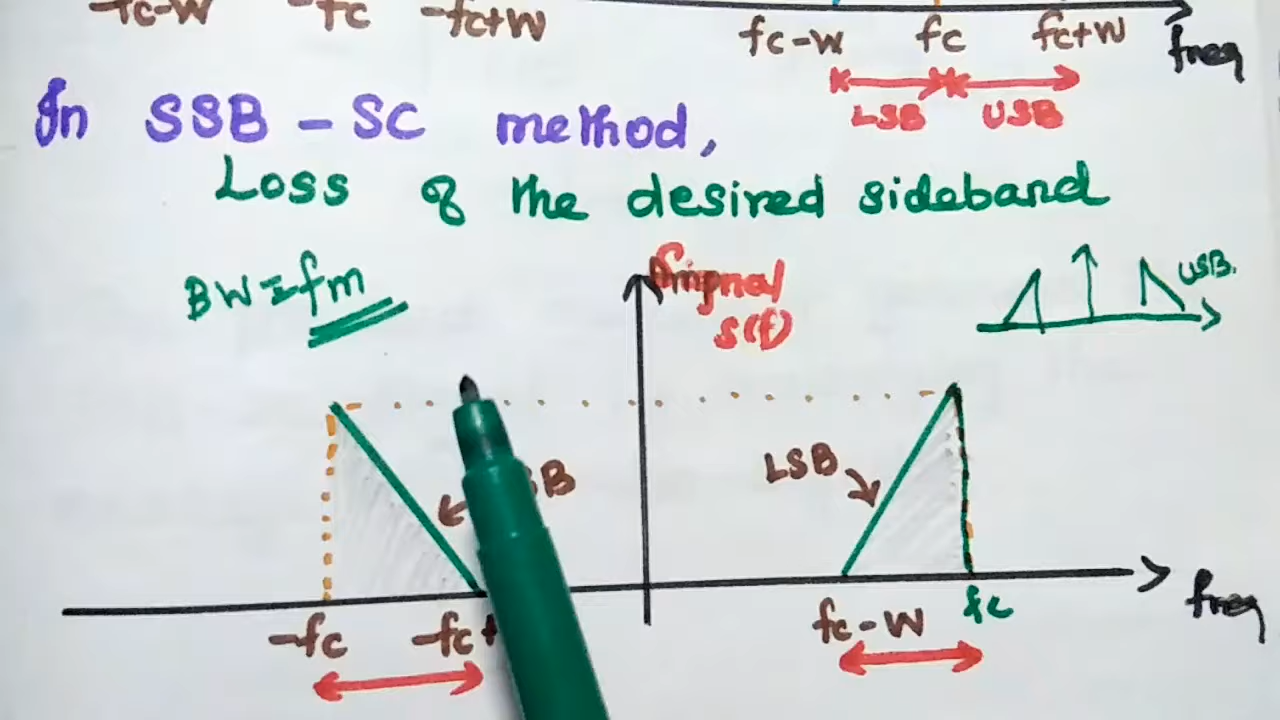 -fc-W -fc -fc+W fc-W fc fc+W freq
LSB USB
In SSB - SC method,
Loss of the desired sideband
BW=fm
Signal
S(f)
USB.
LSB
-fc -fc+ fc-W fc freq